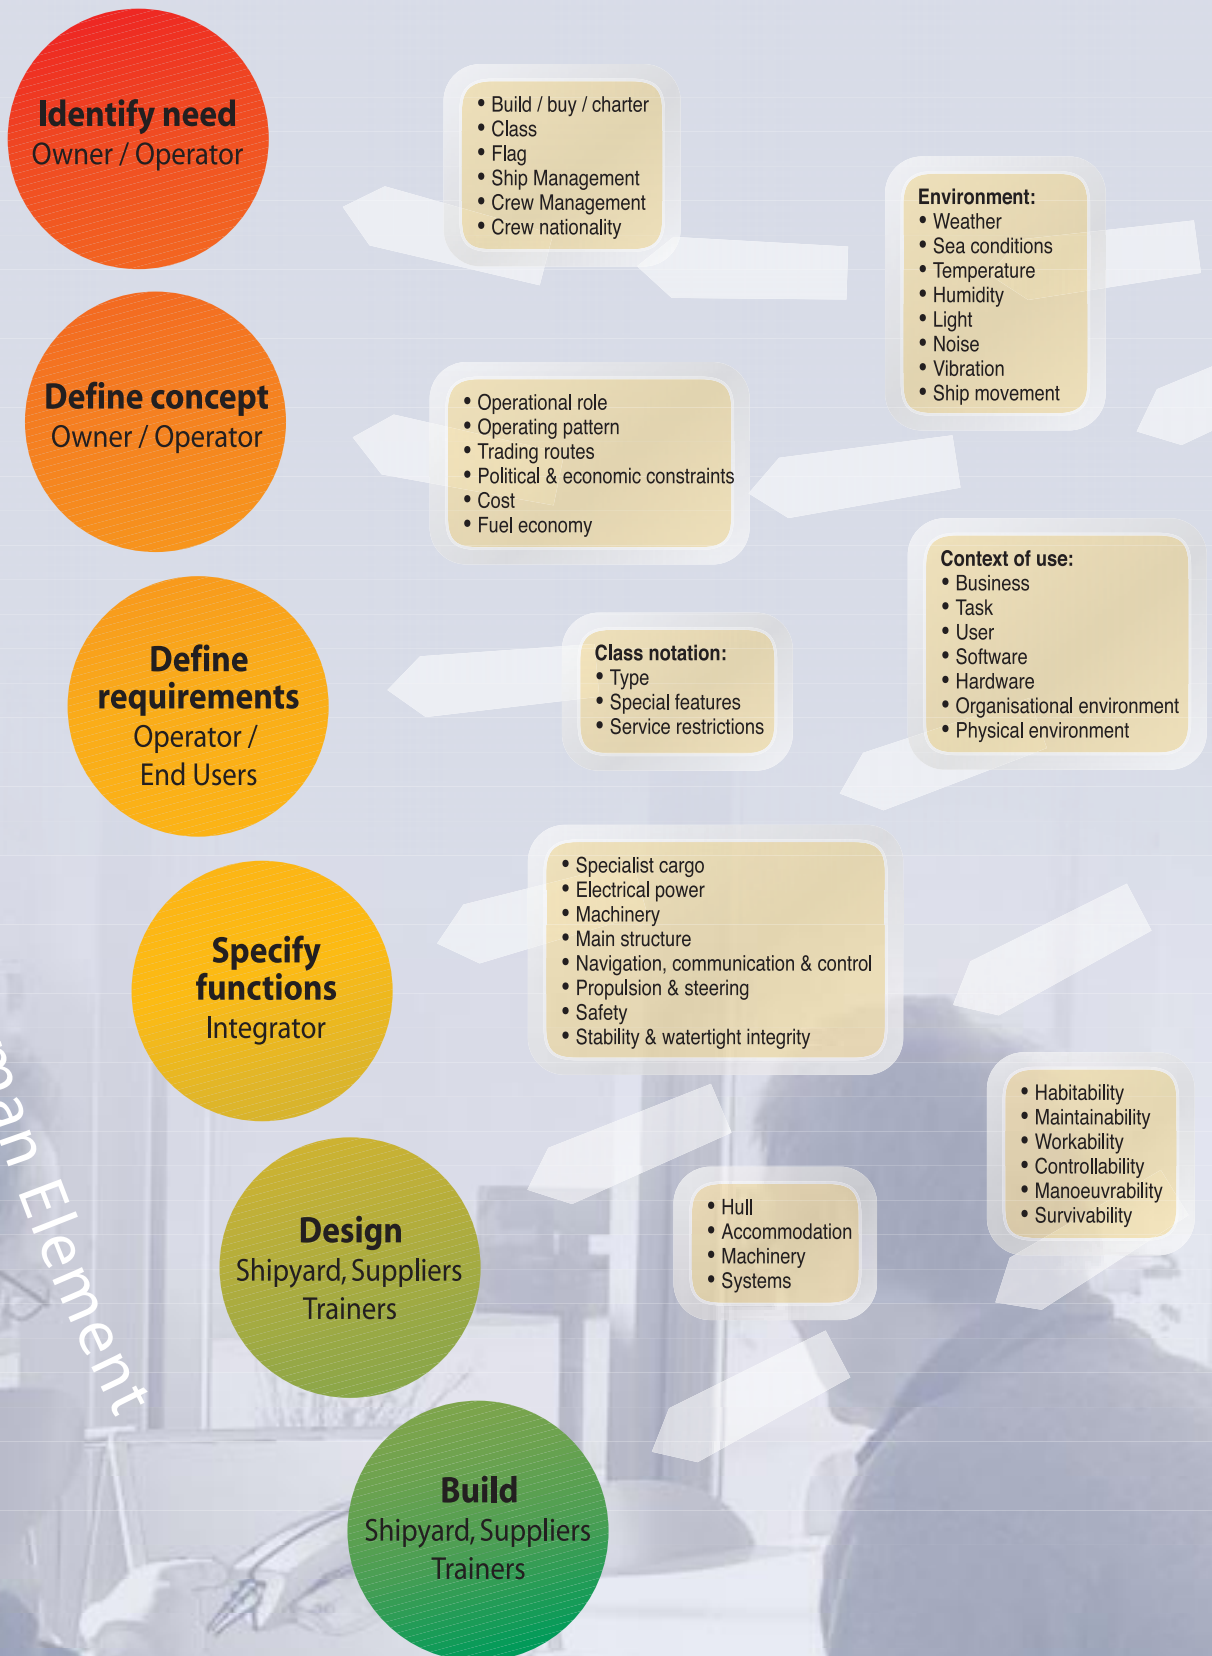 Identify need
Owner / Operator
• Build / buy / charter
• Class
• Flag
• Ship Management
• Crew Management
• Crew nationality
Environment:
• Weather
• Sea conditions
• Temperature
• Humidity
• Light
• Noise
• Vibration
• Ship movement
Define concept
Owner / Operator
• Operational role
• Operating pattern
• Trading routes
• Political & economic constraints
• Cost
• Fuel economy
Context of use:
• Business
• Task
• User
• Software
• Hardware
• Organisational environment
• Physical environment
Define
requirements
Operator /
End Users
Class notation:
• Type
• Special features
• Service restrictions
Specify
functions
Integrator
• Specialist cargo
• Electrical power
• Machinery
• Main structure
• Navigation, communication & control
• Propulsion & steering
• Safety
• Stability & watertight integrity
• Habitability
• Maintainability
• Workability
• Controllability
• Manoeuvrability
• Survivability
Design
Shipyard, Suppliers
Trainers
• Hull
• Accommodation
• Machinery
• Systems
Build
Shipyard, Suppliers
Trainers
man Element